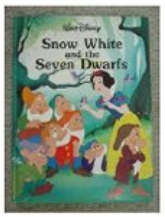 Walt Disney
Snow White
and the
Seven Dwarfs